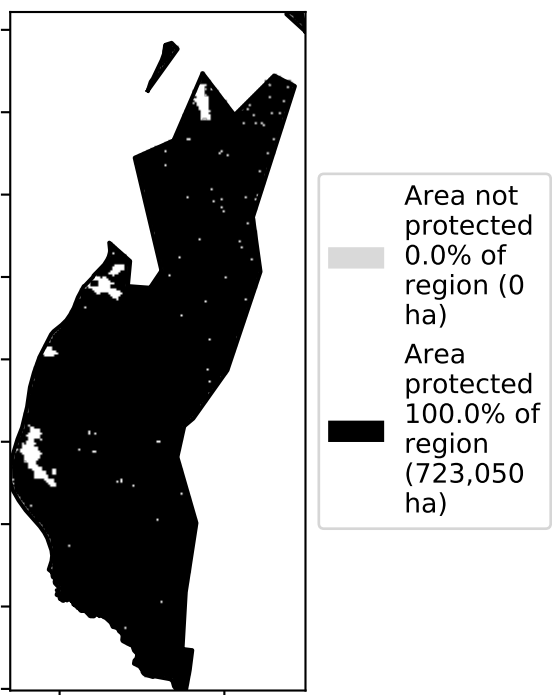 Area not
protected
0.0% of
region (0
ha)
Area
protected
100.0% of
region
(723,050
ha)